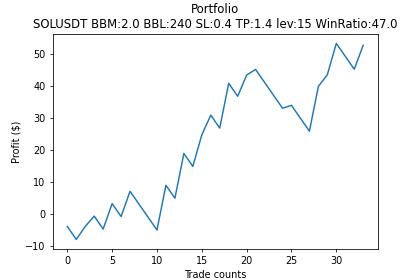 Portfolio
SOLUSDT BBM:2.0 BBL:240 SL:0.4 TP:1.4 lev:15 WinRatio:47.0
Profit ($)
50
40
30
20
10
0
−10
0 5 10 15 20 25 30
Trade counts